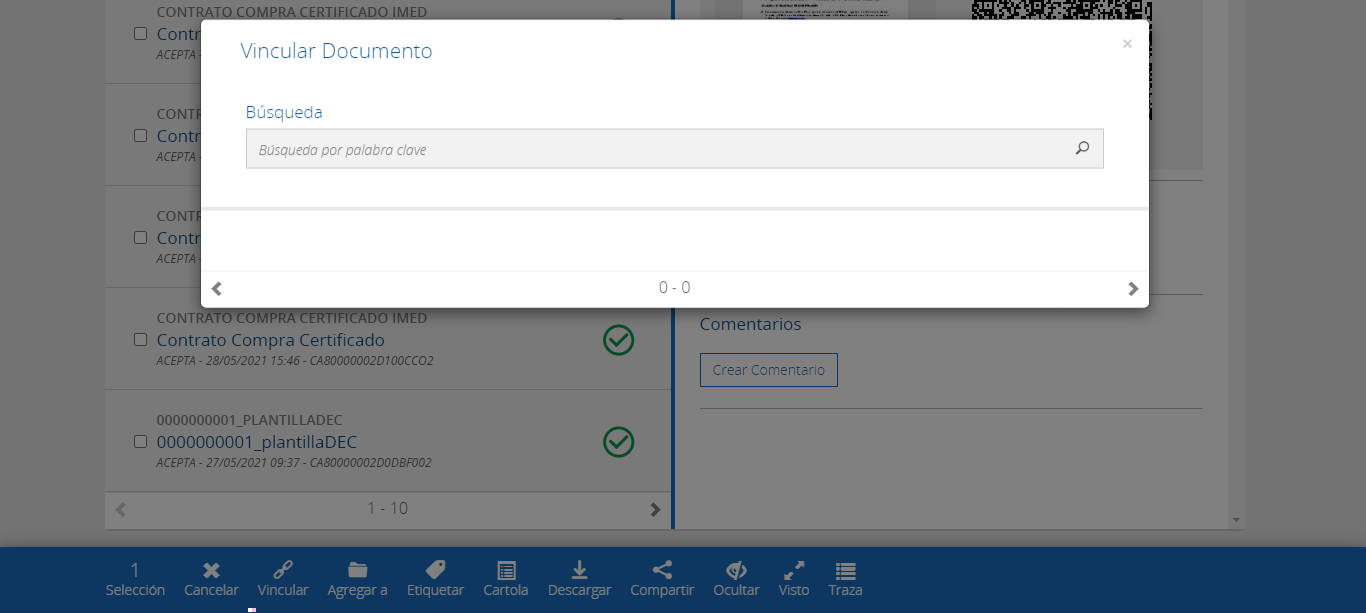 CONTRATO COMPRA CERTIFICADO IMED
Contr
ACEPTA -
Vincular Documento
×
Búsqueda
Búsqueda por palabra clave
CONTR
Contr
ACEPTA -
CONTR
Contr
ACEPTA -
0 - 0
CONTRATO COMPRA CERTIFICADO IMED
Contrato Compra Certificado
ACEPTA - 28/05/2021 15:46 - CA80000002D100CCO2
0000000001_PLANTILLADEC
0000000001_plantillaDEC
ACEPTA - 27/05/2021 09:37 - CA80000002D0DBF002
1 - 10
Comentarios
Crear Comentario
1
Selección
Cancelar
Vincular
Agregar a
Etiquetar
Cartola
Descargar
Compartir
Ocultar
Visto
Traza